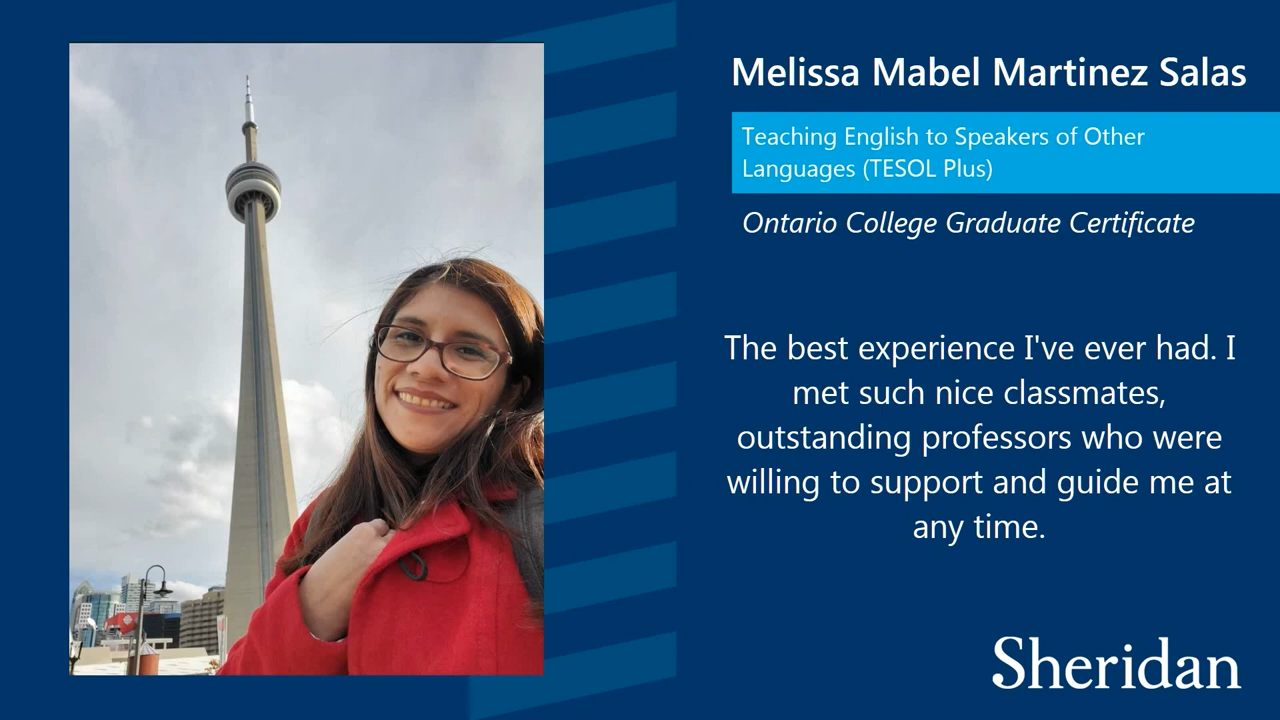 Melissa Mabel Martinez Salas
Teaching English to Speakers of Other
Languages (TESOL Plus)
Ontario College Graduate Certificate
The best experience I've ever had. I
met such nice classmates,
outstanding professors who were
willing to support and guide me at
any time.
Sheridan